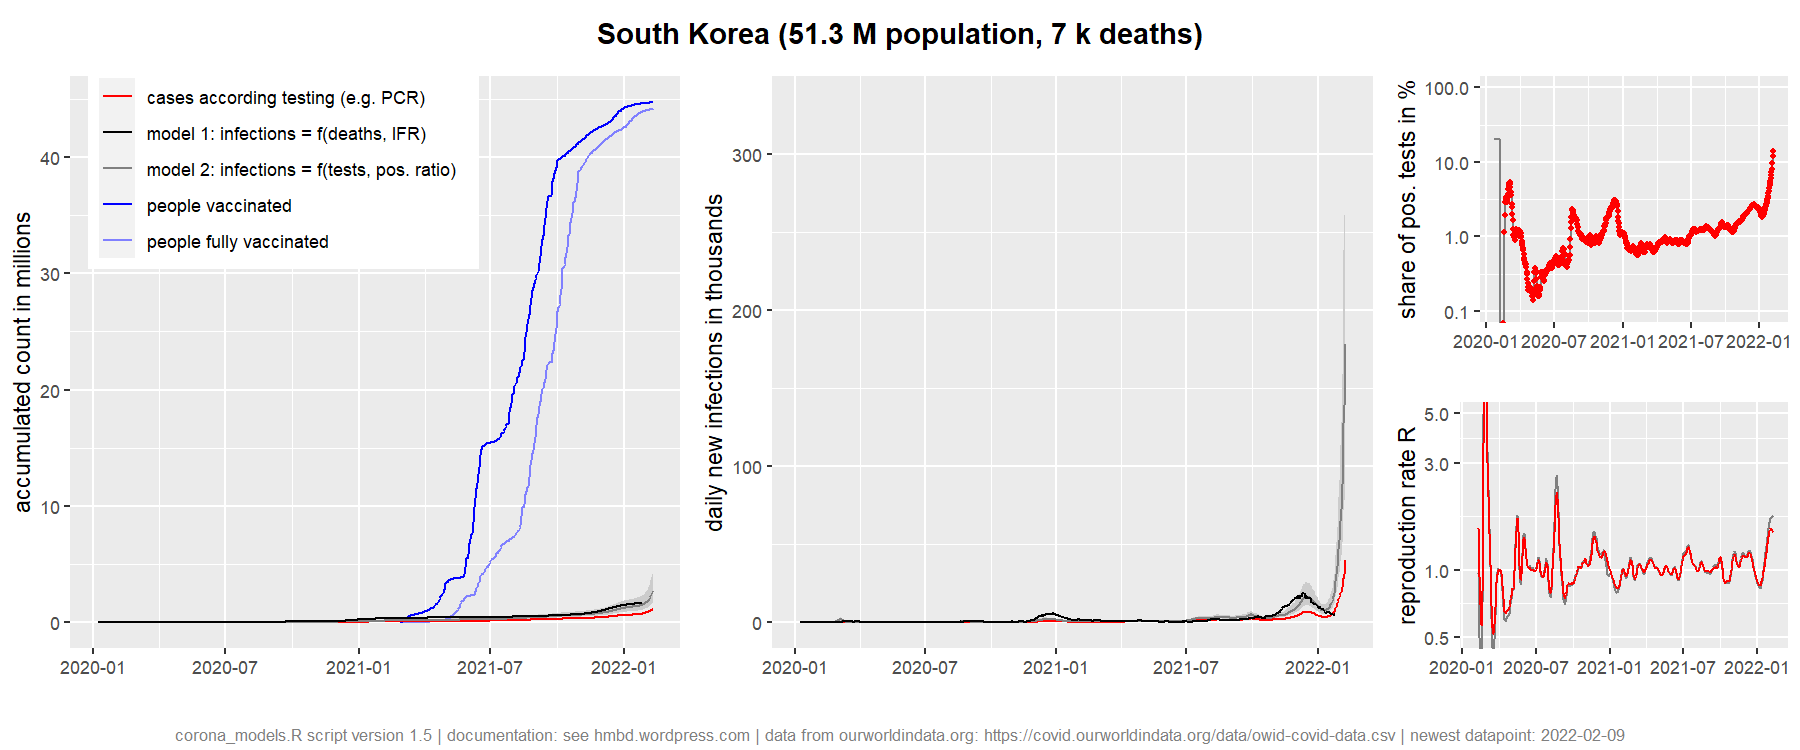 South Korea (51.3 M population, 7 k deaths)
accumulated count in millions
cases according testing (e.g. PCR)
model 1: infections = f(deaths, IFR)
model 2: infections = f(tests, pos. ratio)
people vaccinated
people fully vaccinated
40
30
20
10
0
2020-01 2020-07 2021-01 2021-07 2022-01
daily new infections in thousands
300
200
100
0
2020-01 2020-07 2021-01 2021-07 2022-01
share of pos. tests in %
100.0
10.0
1.0
0.1
2020-01 2020-07 2021-01 2021-07 2022-01
reproduction rate R
5.0
3.0
1.0
0.5
2020-01 2020-07 2021-01 2021-07 2022-01
corona_models.R script version 1.5 | documentation: see hmbd.wordpress.com | data from ourworldindata.org: https://covid.ourworldindata.org/data/owid-covid-data.csv | newest datapoint: 2022-02-09